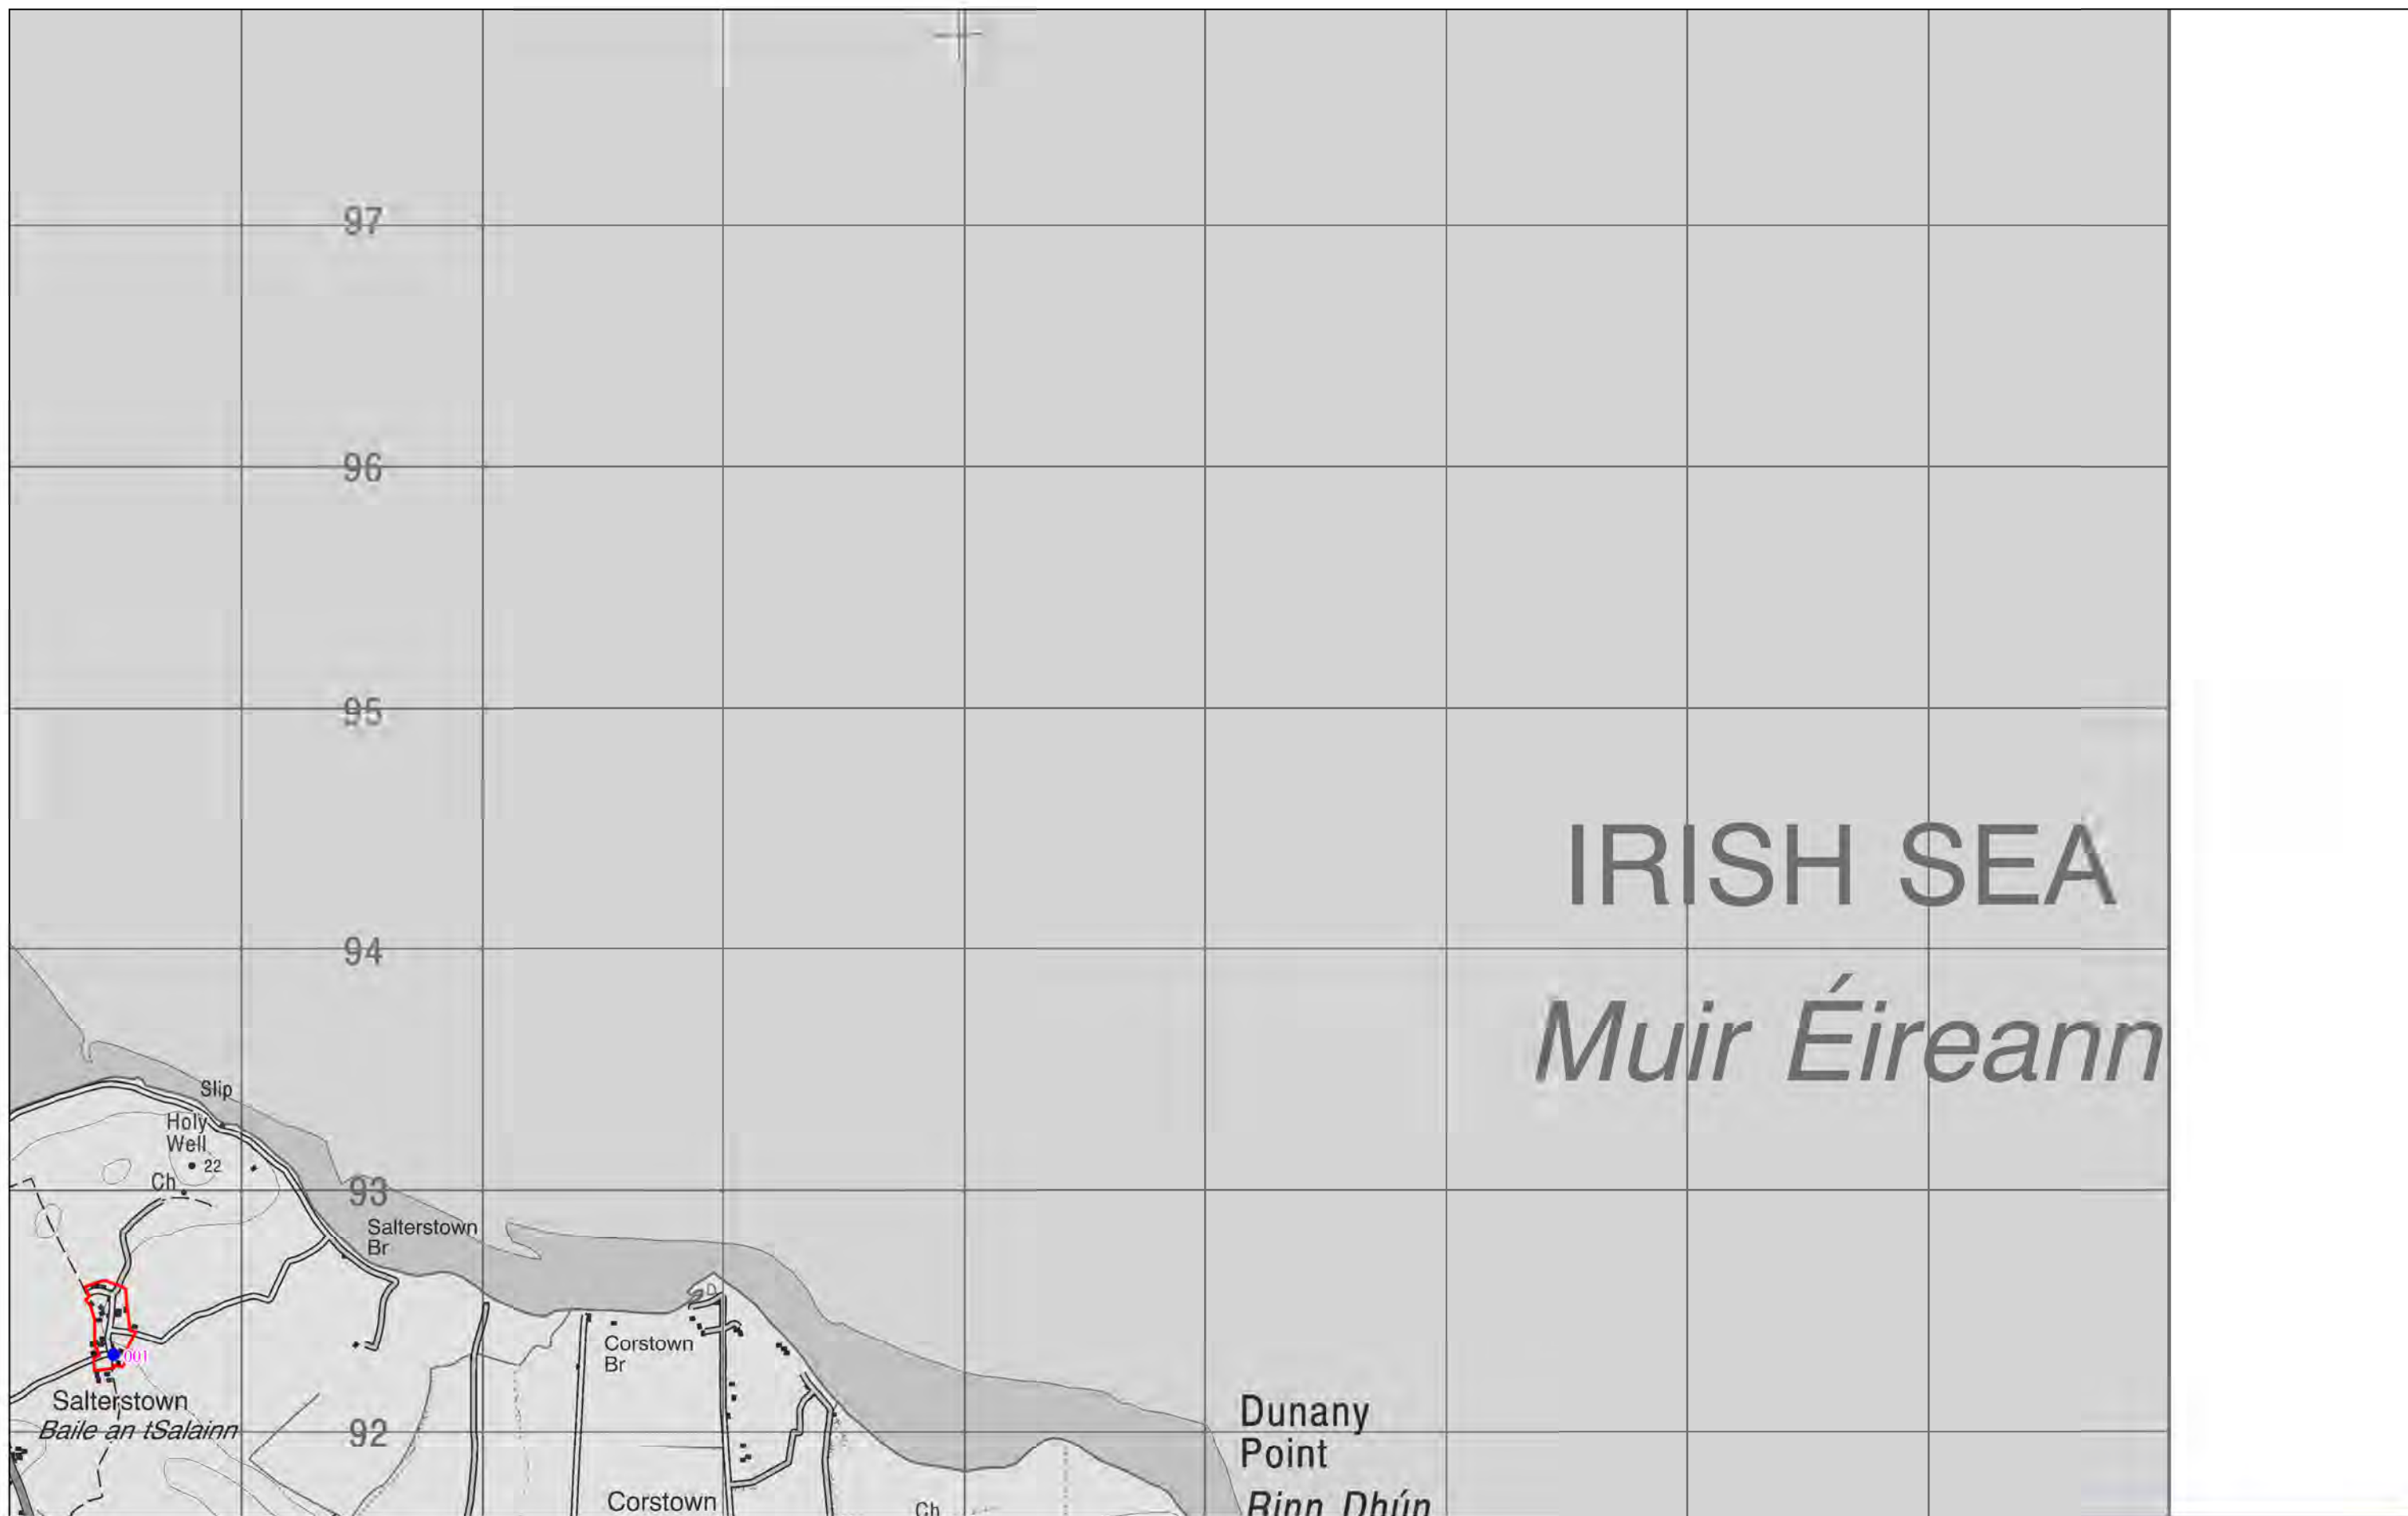 97
96
95
IRISH SEA
94
Muir Éireann
Slip
Holy
Well
22
Ch
93
Salterstown
Br
D
Corstown
Br
001
Salterstown
Baile an tSalainn
92
Dunany
Point
Corstown
Ch
Rinn Dhún